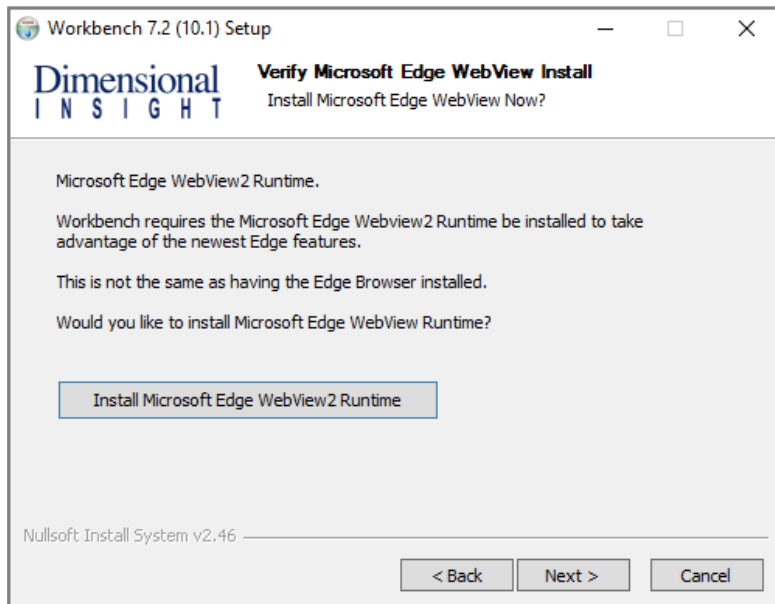 Workbench 7.2 (10.1) Setup
Dimensional
INSIGHT
Verify Microsoft Edge WebView Install
Install Microsoft Edge WebView Now?
Microsoft Edge WebView2 Runtime.
Workbench requires the Microsoft Edge Webview2 Runtime be installed to take
advantage of the newest Edge features.
This is not the same as having the Edge Browser installed.
Would you like to install Microsoft Edge WebView Runtime?
Install Microsoft Edge WebView2 Runtime
Nullsoft Install System v2.46
< Back Next > Cancel